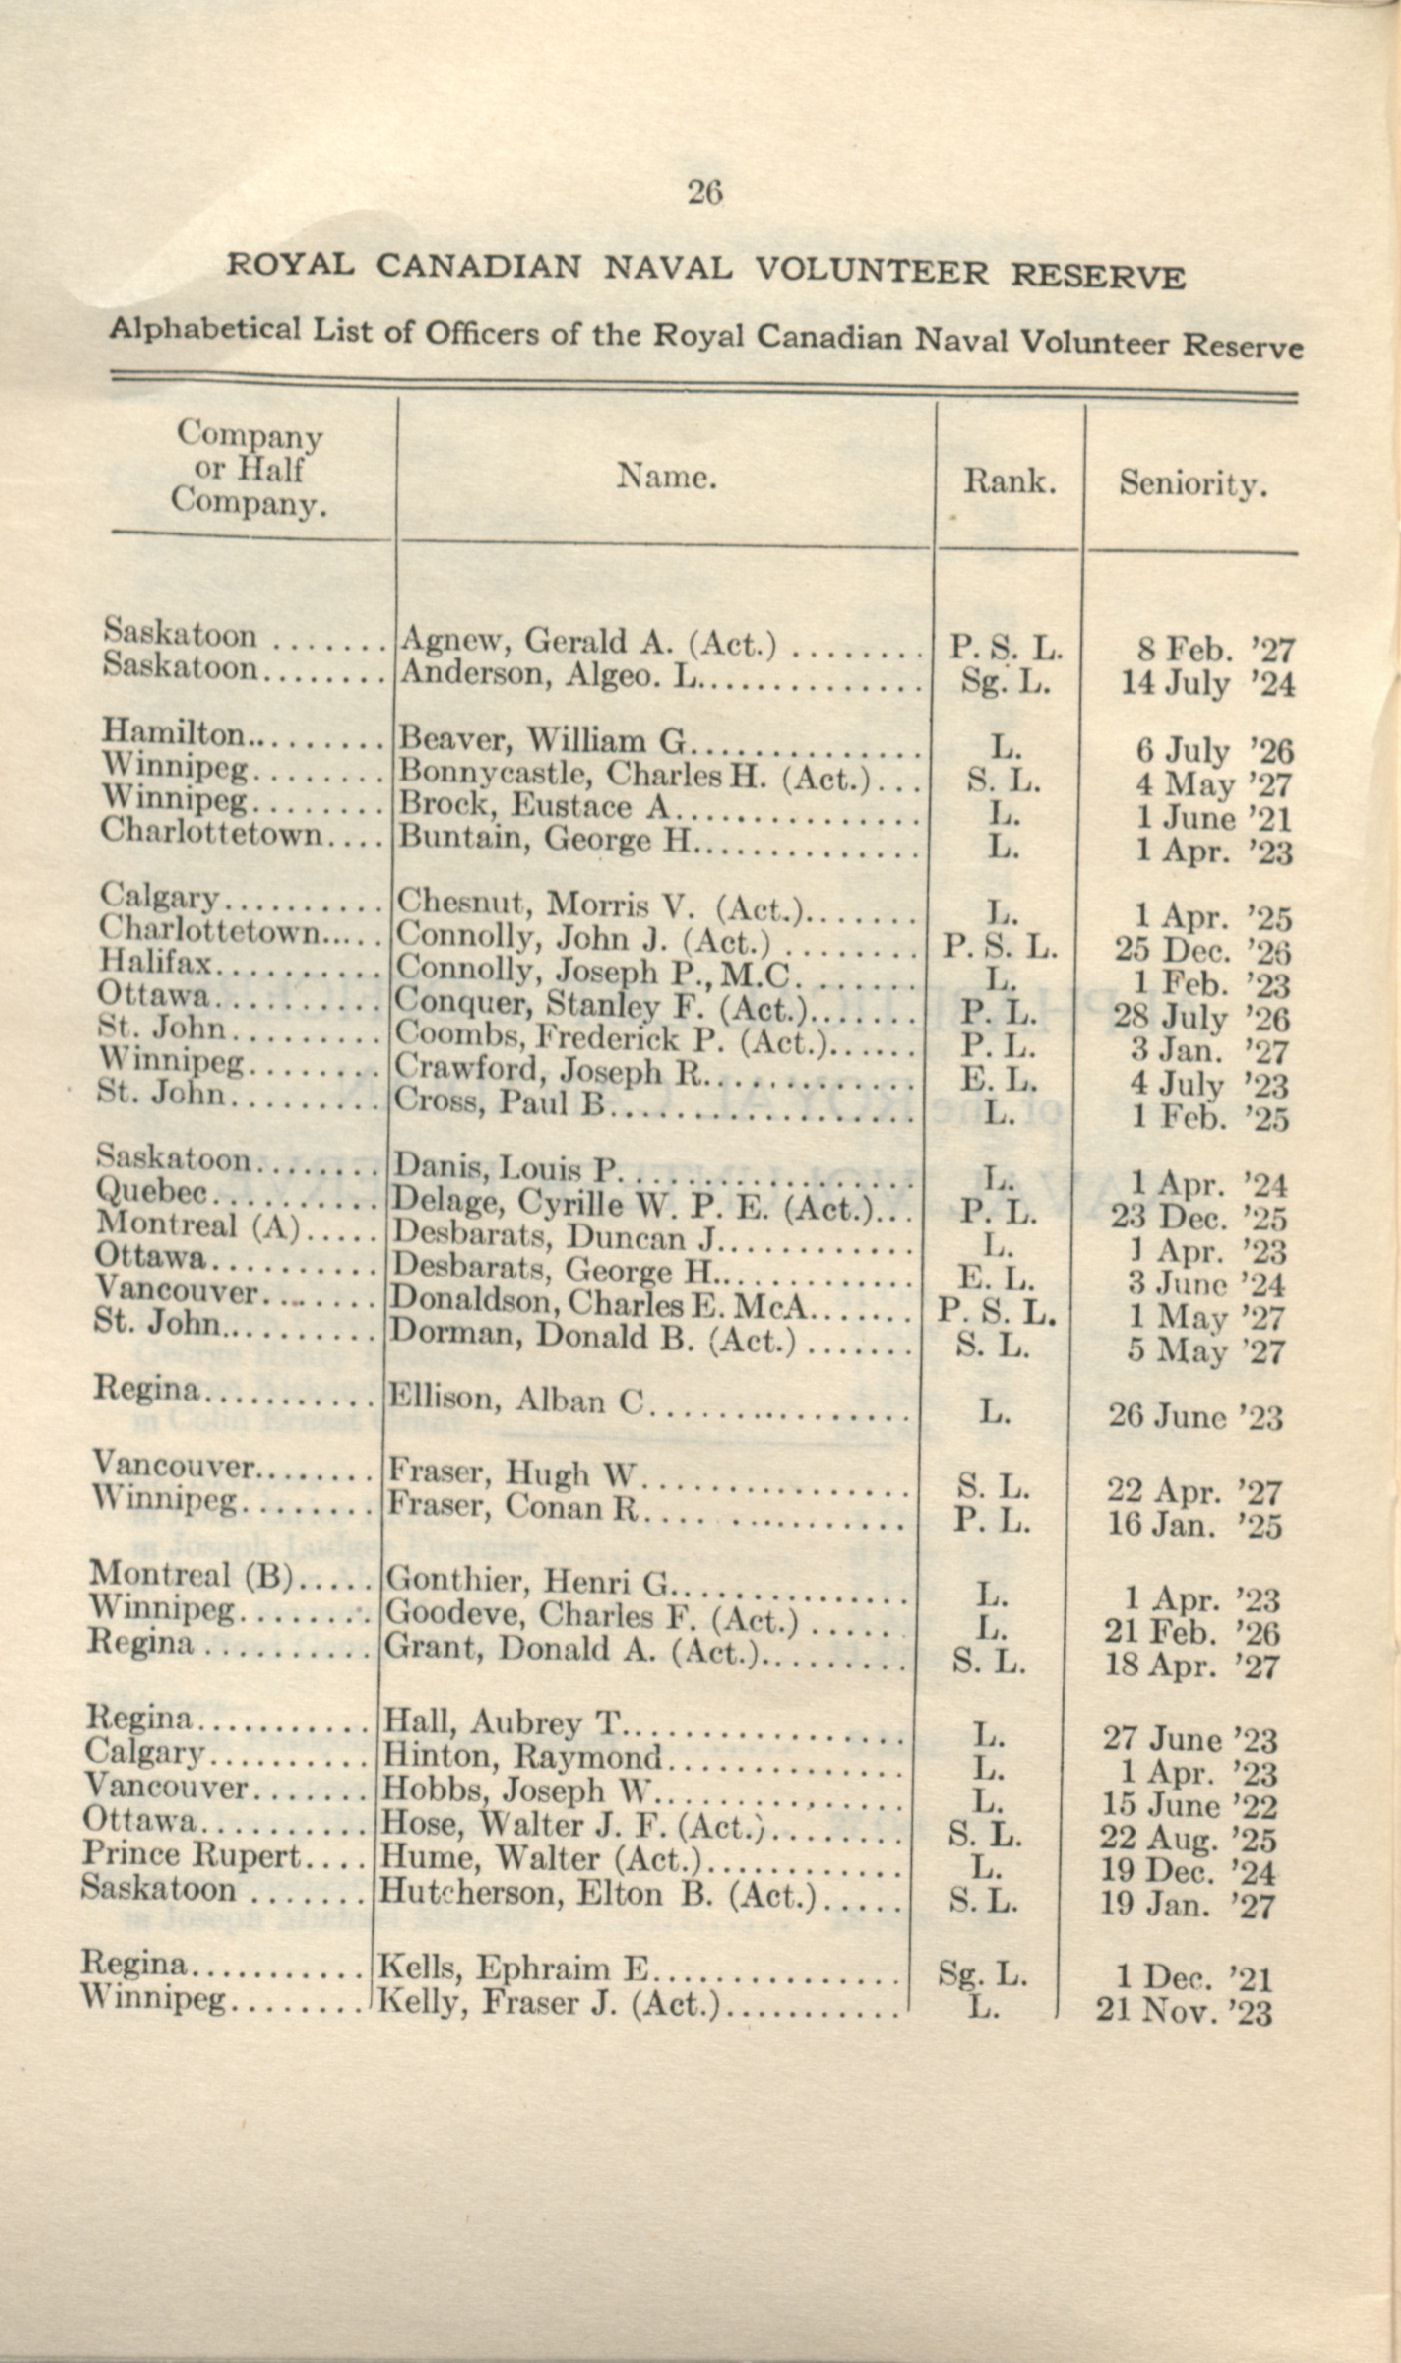 26
ROYAL CANADIAN NAVAL VOLUNTEER RESERVE
Alphabetical List of Officers of the Royal Canadian Naval Volunteer Reserve
Company or Half Company. Name. Rank. Seniority.
Saskatoon ....... Agnew, Gerald A. (Act.) ........ P. S. L. 8 Feb. ’27
Saskatoon........ Anderson, Algeo. L.............. Sg. L. 14 July ’24
Hamilton......... Beaver, William G............... L. 6 July ’26
Winnipeg........ Bonnycastle, Charles H. (Act.)... S. L. 4 May ’27
Winnipeg........ Brock, Eustace A................ L. 1 June ’21
Charlottetown.... Buntain, George H............... L. 1 Apr. ’23
Calgary.......... Chesnut, Morris V. (Act.)....... L. 1 Apr. ’25
Charlottetown..... Connolly, John J. (Act.) ........ P. S. L. 25 Dec. ’26
Halifax.......... Connolly, Joseph P., M.C. ....... L. 1 Feb. ’23
Ottawa........... Conquer, Stanley F. (Act.)....... P. L. 28 July ’26
St. John.......... Coombs, Frederick P. (Act.)...... P. L. 3 Jan. ’27
Winnipeg........ Crawford, Joseph R.............. E. L. 4 July ’23
St. John.......... Cross, Paul B................... L. 1 Feb. ’25
Saskatoon........ Danis, Louis P.................. L. 1 Apr. ’24
Quebec........... Delage, Cyrille W. P. E. (Act.)... P. L. 23 Dec. ’25
Montreal (A)..... Desbarats, Duncan J............. L. 1 Apr. ’23
Ottawa........... Desbarats, George H............. E. L. 3 June ’24
Vancouver........ Donaldson, Charles E. McA....... P. S. L. 1 May ’27
St. John.......... Dorman, Donald B. (Act.) ....... S. L. 5 May ’27
Regina........... Ellison, Alban C................. L. 26 June ’23
Vancouver........ Fraser, Hugh W................. S. L. 22 Apr. ’27
Winnipeg........ Fraser, Conan R................ P. L. 16 Jan. ’25
Montreal (B)..... Gonthier, Henri G............... L. 1 Apr. ’23
Winnipeg........ Goodeve, Charles F. (Act.) ...... L. 21 Feb. ’26
Regina ........... Grant, Donald A. (Act.)......... S. L. 18 Apr. ’27
Regina........... Hall, Aubrey T.................. L. 27 June ’23
Calgary.......... Hinton, Raymond............... L. 1 Apr. ’23
Vancouver....... Hobbs, Joseph W................ L. 15 June ’22
Ottawa........... Hose, Walter J. F. (Act.)........ S. L. 22 Aug. ’25
Prince Rupert.... Hume, Walter (Act.)............. L. 19 Dec. ’24
Saskatoon ....... Hutcherson, Elton B. (Act.)..... S. L. 19 Jan. ’27
Regina........... Kells, Ephraim E................ Sg. L. 1 Dec. ’21
Winnipeg........ Kelly, Fraser J. (Act.)........... L. 21 Nov. ’23